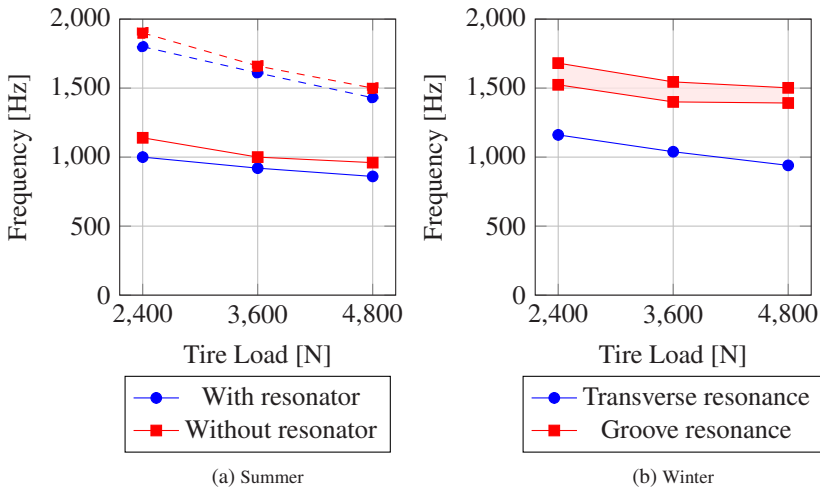 2,000
1,500
1,000
500
0
Frequency [Hz]
2,400 3,600 4,800
Tire Load [N]
With resonator
Without resonator
(a) Summer
2,000
1,500
1,000
500
0
Frequency [Hz]
2,400 3,600 4,800
Tire Load [N]
Transverse resonance
Groove resonance
(b) Winter